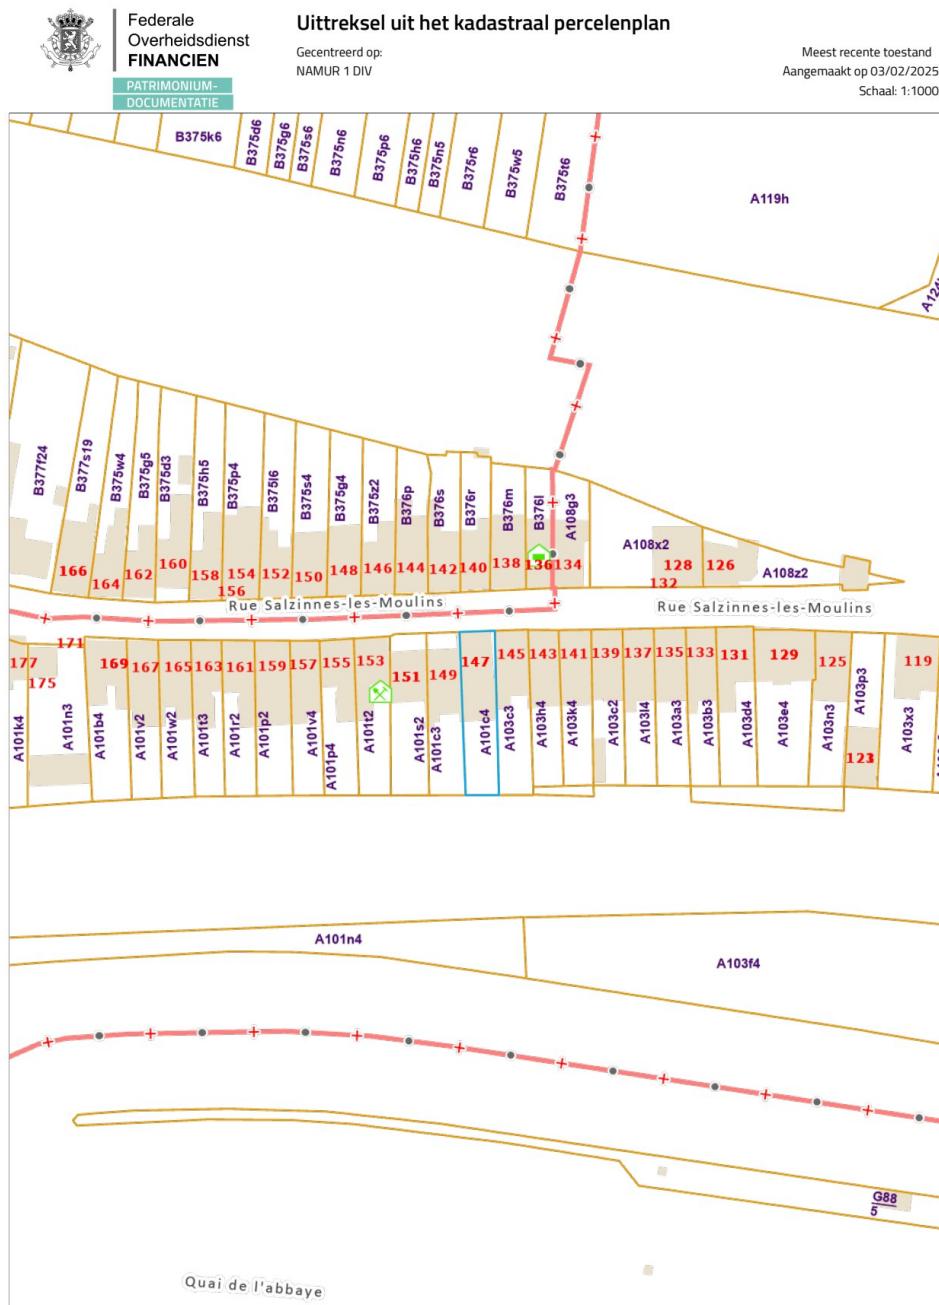 Federale
Overheidsdienst
FINANCIEN
PATRIMONIUM-
DOCUMENTATIE
Uittreksel uit het kadastraal percelenplan
Gecentreerd op:
NAMUR 1 DIV
Meest recente toestand
Aangemaakt op 03/02/2025
Schaal: 1:1000
B375k6
B375d6
B375g6
B375s6
B375n6
B375p6
B375h6
B375n5
B375r6
B375w5
B375t6
A119h
B377f24
B377s19
B375w4
B375g5
B375d3
B375h5
B375p4
B375l6
B375s4
B375g4
B375z2
B376p
B376s
B376r
B376m
B376l
A108g3
A108x2
A108z2
166
164
162
160
158
154
156
152
150
148
146
144
142
140
138
136
134
128
132
126
Rue Salzinnes-les-Moulins
Rue Salzinnes-les-Moulins
177
175
171
169
167
165
163
161
159
157
155
153
151
149
147
145
143
141
139
137
135
133
131
129
125
123
119
A101k4
A101n3
A101b4
A101v2
A101w2
A101t3
A101r2
A101p2
A101v4
A101p4
A101t2
A101s2
A101c3
A101c4
A103c3
A103h4
A103k4
A103c2
A103l4
A103a3
A103b3
A103d4
A103e4
A103n3
A103p3
A103x3
A101n4
A103f4
G88
5
Quai de l'abbaye